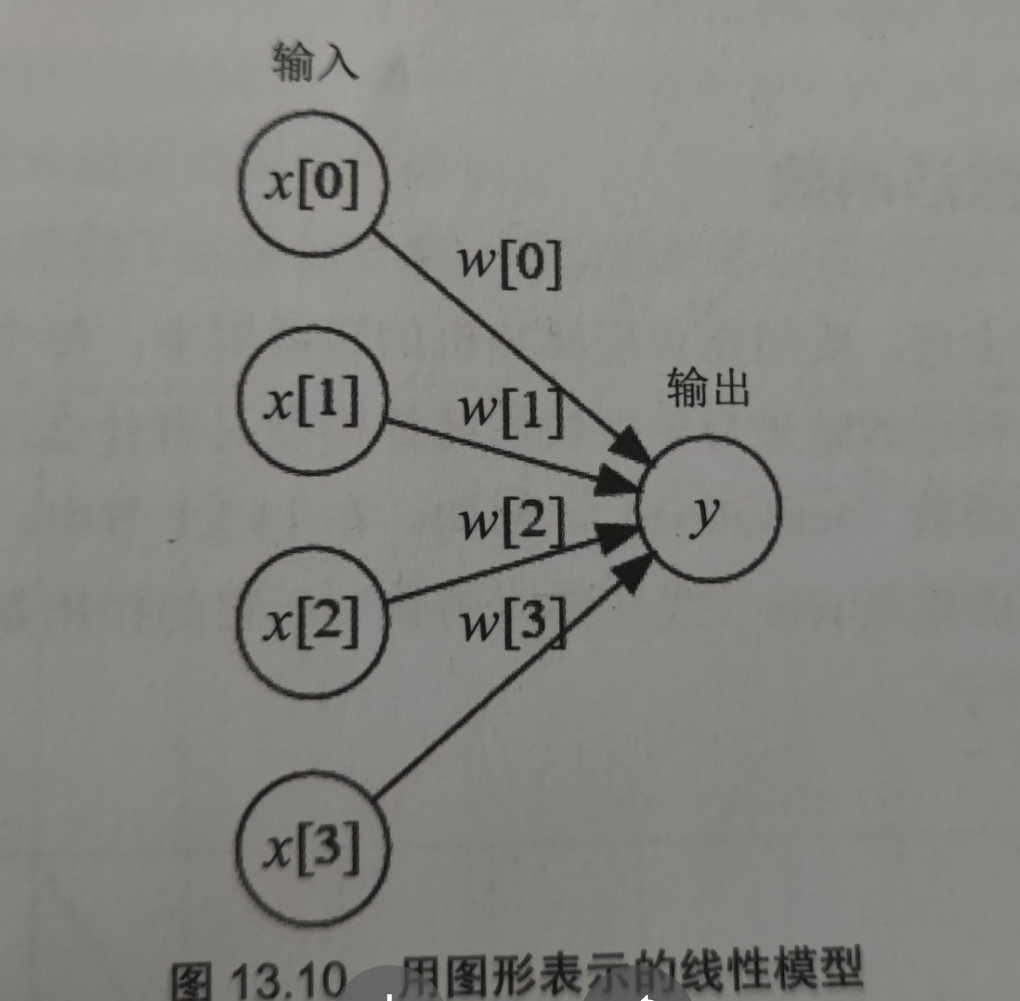 输入
x[0]
w[0]
x[1]
w[1]
输出
w[2]
y
x[2]
w[3]
x[3]
图 13.10 用图形表示的线性模型